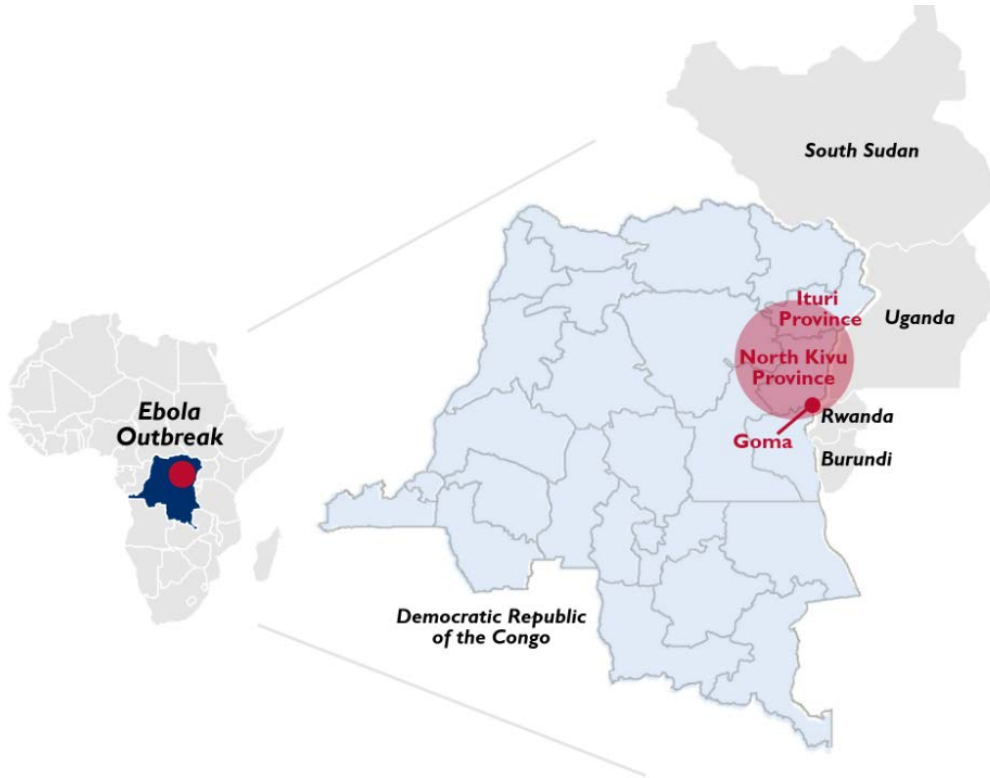 Ebola
Outbreak
South Sudan
Ituri
Province
Uganda
North Kivu
Province
Rwanda
Goma
Burundi
Democratic Republic
of the Congo